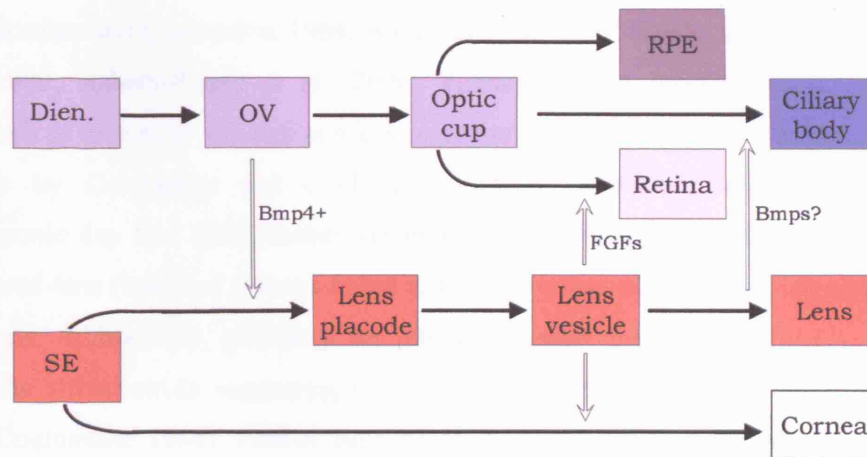 RPE
Dien.
OV
Optic
cup
Ciliary
body
Retina
Bmp4+
FGFs
Bmps?
Lens
placode
Lens
vesicle
Lens
SE
Cornea